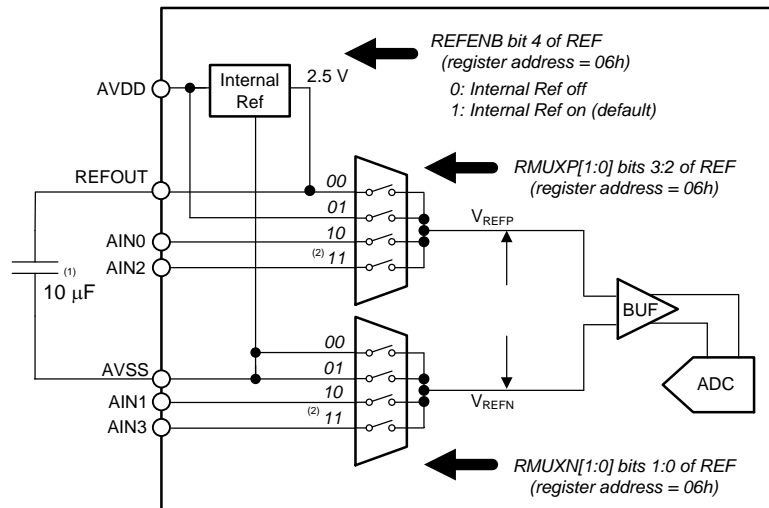 REFENB bit 4 of REF
(register address = 06h)
0: Internal Ref off
1: Internal Ref on (default)
Internal
Ref
2.5 V
AVDD
RMUXP[1:0] bits 3:2 of REF
(register address = 06h)
REFOUT
00
01
AIN0
10
AIN2
(2) 11
VREFP
(1)
10 μF
BUF
ADC
00
AVSS
01
AIN1
10
AIN3
(2) 11
VREFN
RMUXN[1:0] bits 1:0 of REF
(register address = 06h)